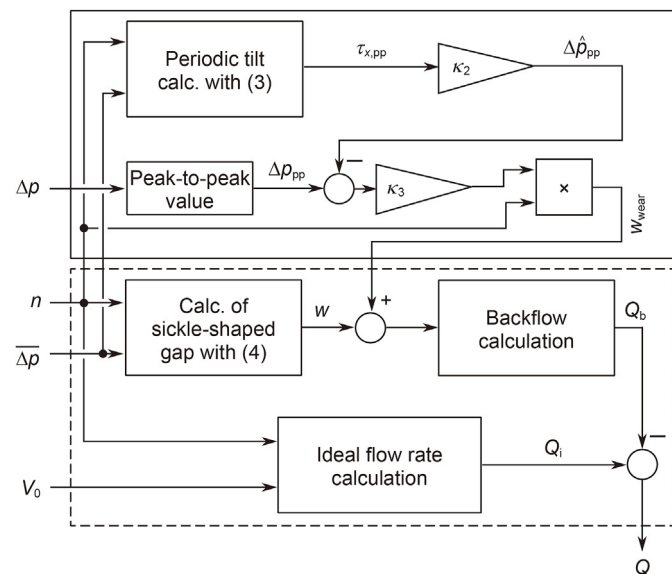 Periodic tilt
calc. with (3)
τx,pp
κ2
Δp̂pp
Δp
Peak-to-peak
value
Δppp
−
κ3
×
wwear
n
Δp̅
Calc. of
sickle-shaped
gap with (4)
w
+
Backflow
calculation
Qb
V0
Ideal flow rate
calculation
Qi
−
Q